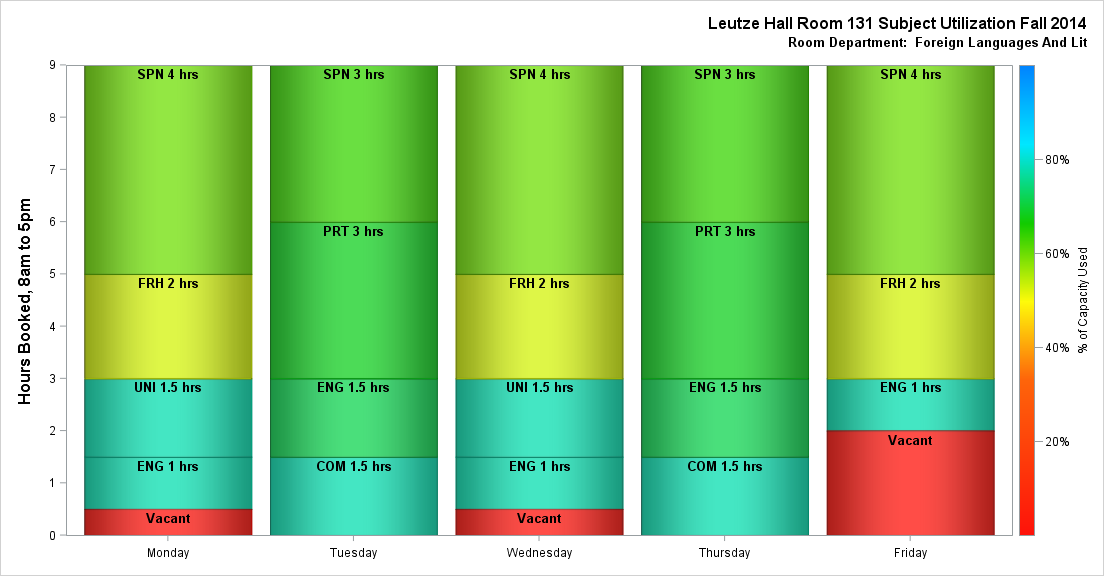 Leutze Hall Room 131 Subject Utilization Fall 2014
Room Department:  Foreign Languages And Lit
Hours Booked, 8am to 5pm
9
8
7
6
5
4
3
2
1
0
SPN 4 hrs
FRH 2 hrs
UNI 1.5 hrs
ENG 1 hrs
Vacant
SPN 3 hrs
PRT 3 hrs
ENG 1.5 hrs
COM 1.5 hrs
SPN 4 hrs
FRH 2 hrs
UNI 1.5 hrs
ENG 1 hrs
Vacant
SPN 3 hrs
PRT 3 hrs
ENG 1.5 hrs
COM 1.5 hrs
SPN 4 hrs
FRH 2 hrs
ENG 1 hrs
Vacant
Monday
Tuesday
Wednesday
Thursday
Friday
80%
60%
40%
20%
% of Capacity Used